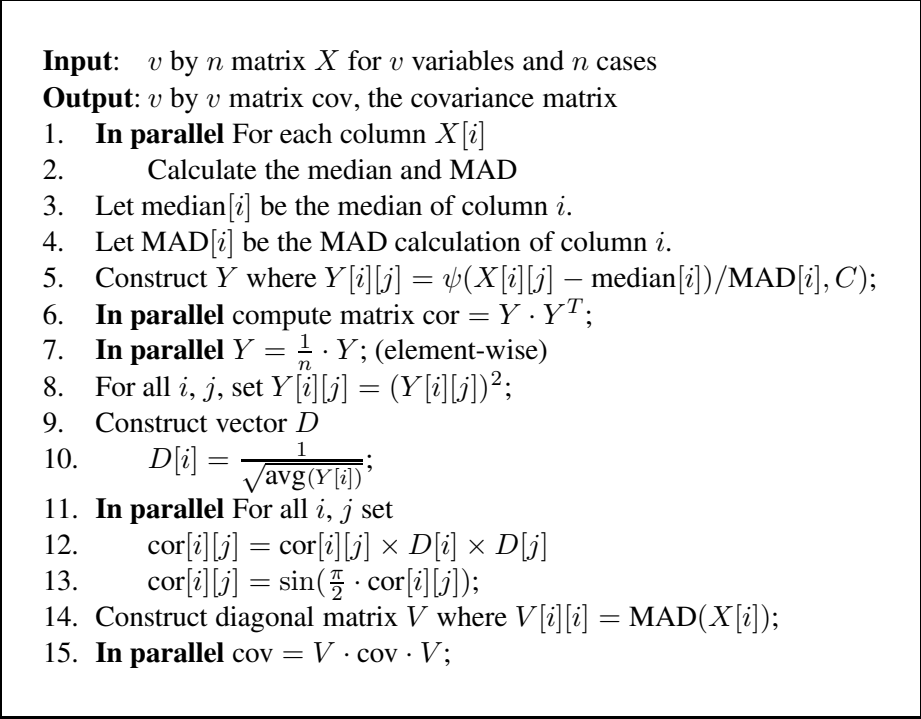 Input: v by n matrix X for v variables and n cases
Output: v by v matrix cov, the covariance matrix
1. In parallel For each column X[i]
2. Calculate the median and MAD
3. Let median[i] be the median of column i.
4. Let MAD[i] be the MAD calculation of column i.
5. Construct Y where Y[i][j] = ψ(X[i][j] − median[i])/MAD[i], C);
6. In parallel compute matrix cor = Y · Y^T;
7. In parallel Y = \frac{1}{n} · Y; (element-wise)
8. For all i, j, set Y[i][j] = (Y[i][j])^2;
9. Construct vector D
10. D[i] = \frac{1}{\sqrt{avg(Y[i])}};
11. In parallel For all i, j set
12. cor[i][j] = cor[i][j] × D[i] × D[j]
13. cor[i][j] = sin(\frac{π}{2} · cor[i][j]);
14. Construct diagonal matrix V where V[i][i] = MAD(X[i]);
15. In parallel cov = V · cov · V;